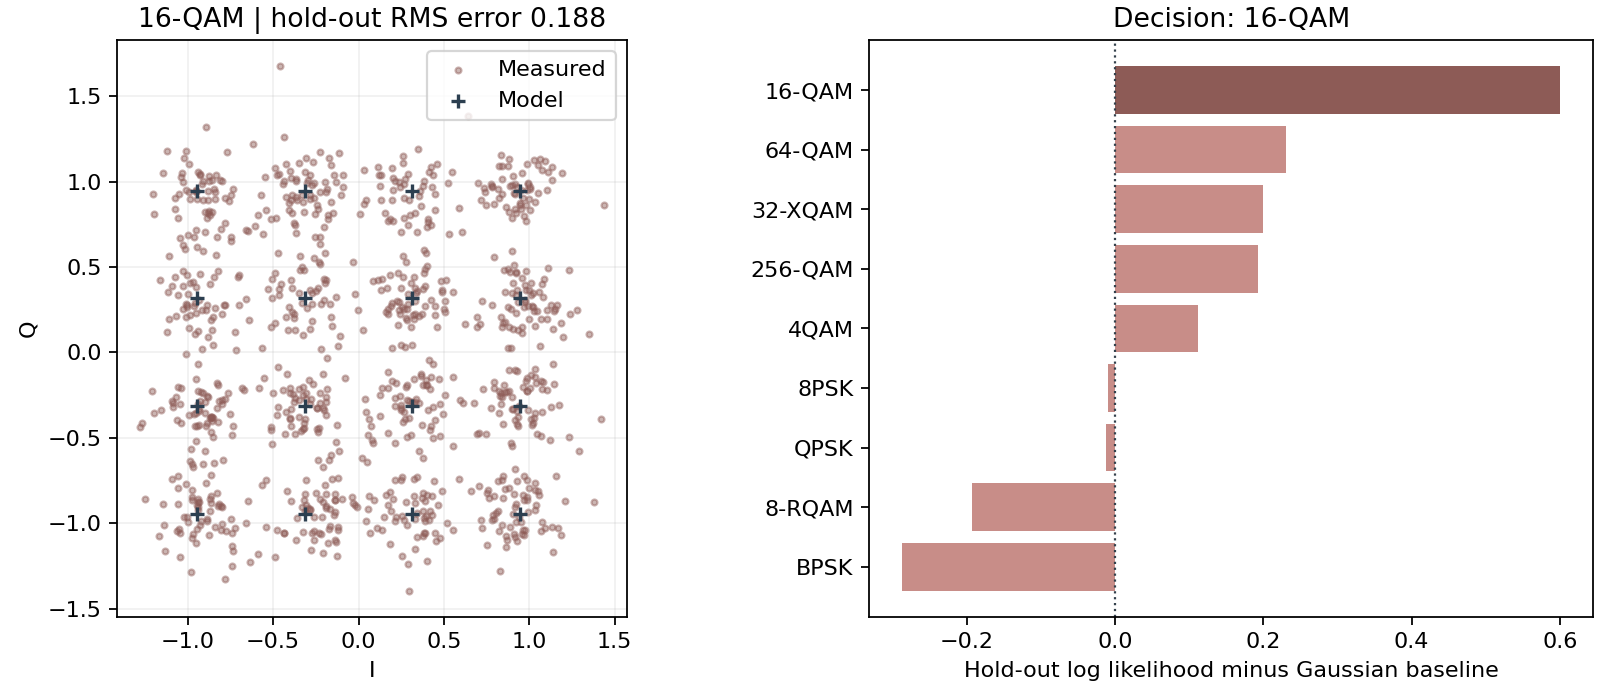 16-QAM | hold-out RMS error 0.188
Measured
Model
Q
1.5
1.0
0.5
0.0
−0.5
−1.0
−1.5
−1.0
−0.5
0.0
0.5
1.0
1.5
I
Decision: 16-QAM
16-QAM
64-QAM
32-XQAM
256-QAM
4QAM
8PSK
QPSK
8-RQAM
BPSK
−0.2
0.0
0.2
0.4
0.6
Hold-out log likelihood minus Gaussian baseline